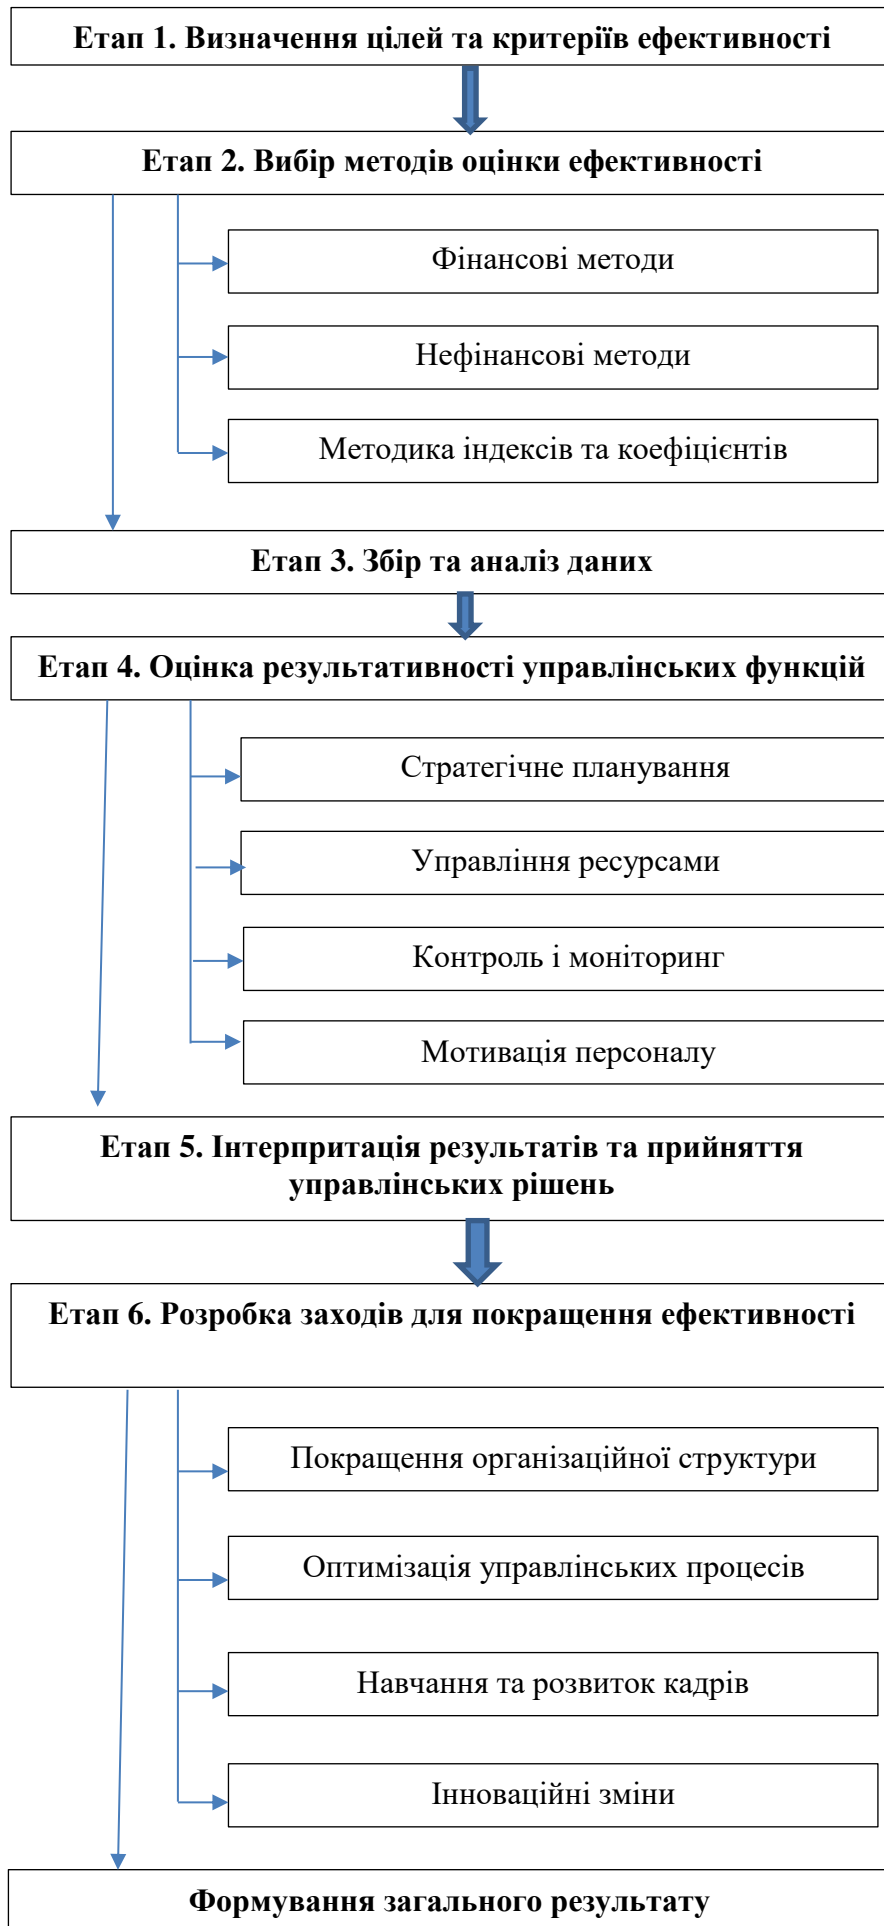 Етап 1. Визначення цілей та критеріїв ефективності
Етап 2. Вибір методів оцінки ефективності
Фінансові методи
Нефінансові методи
Методика індексів та коефіцієнтів
Етап 3. Збір та аналіз даних
Етап 4. Оцінка результативності управлінських функцій
Стратегічне планування
Управління ресурсами
Контроль і моніторинг
Мотивація персоналу
Етап 5. Інтерпритація результатів та прийняття
управлінських рішень
Етап 6. Розробка заходів для покращення ефективності
Покращення організаційної структури
Оптимізація управлінських процесів
Навчання та розвиток кадрів
Інноваційні зміни
Формування загального результату